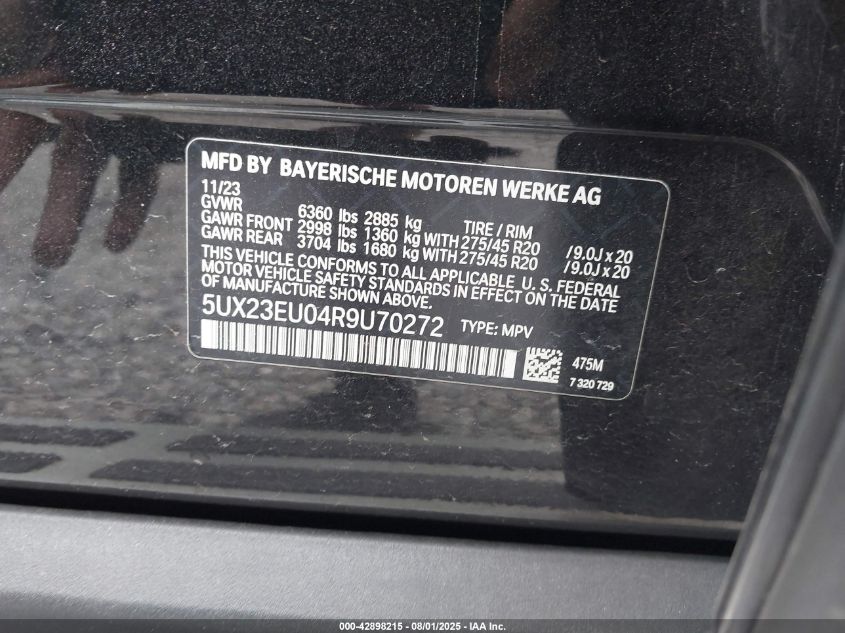 MFD BY BAYERISCHE MOTOREN WERKE AG
11/23
GVWR 6360 lbs 2885 kg TIRE / RIM
GAWR FRONT 2998 lbs 1360 kg WITH 275/45 R20 /9.0J x 20
GAWR REAR 3704 lbs 1680 kg WITH 275/45 R20 /9.0J x 20
THIS VEHICLE CONFORMS TO ALL APPLICABLE U. S. FEDERAL
MOTOR VEHICLE SAFETY STANDARDS IN EFFECT ON THE DATE
OF MANUFACTURE SHOWN ABOVE.
5UX23EU04R9U70272 TYPE: MPV
475M
7 320 729
000-42898215 - 08/01/2025 - IAA Inc.